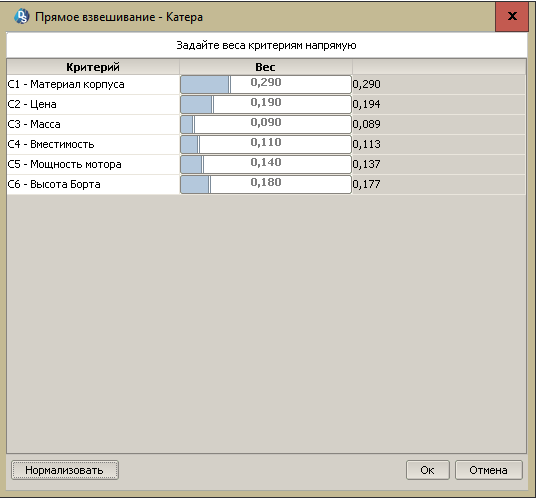 Прямое взвешивание - Катера
Задайте веса критериям напрямую
Критерий Вес
C1 - Материал корпуса 0,290 0,290
C2 - Цена 0,190 0,194
C3 - Масса 0,090 0,089
C4 - Вместимость 0,110 0,113
C5 - Мощность мотора 0,140 0,137
C6 - Высота Борта 0,180 0,177
Нормализовать Ок Отмена